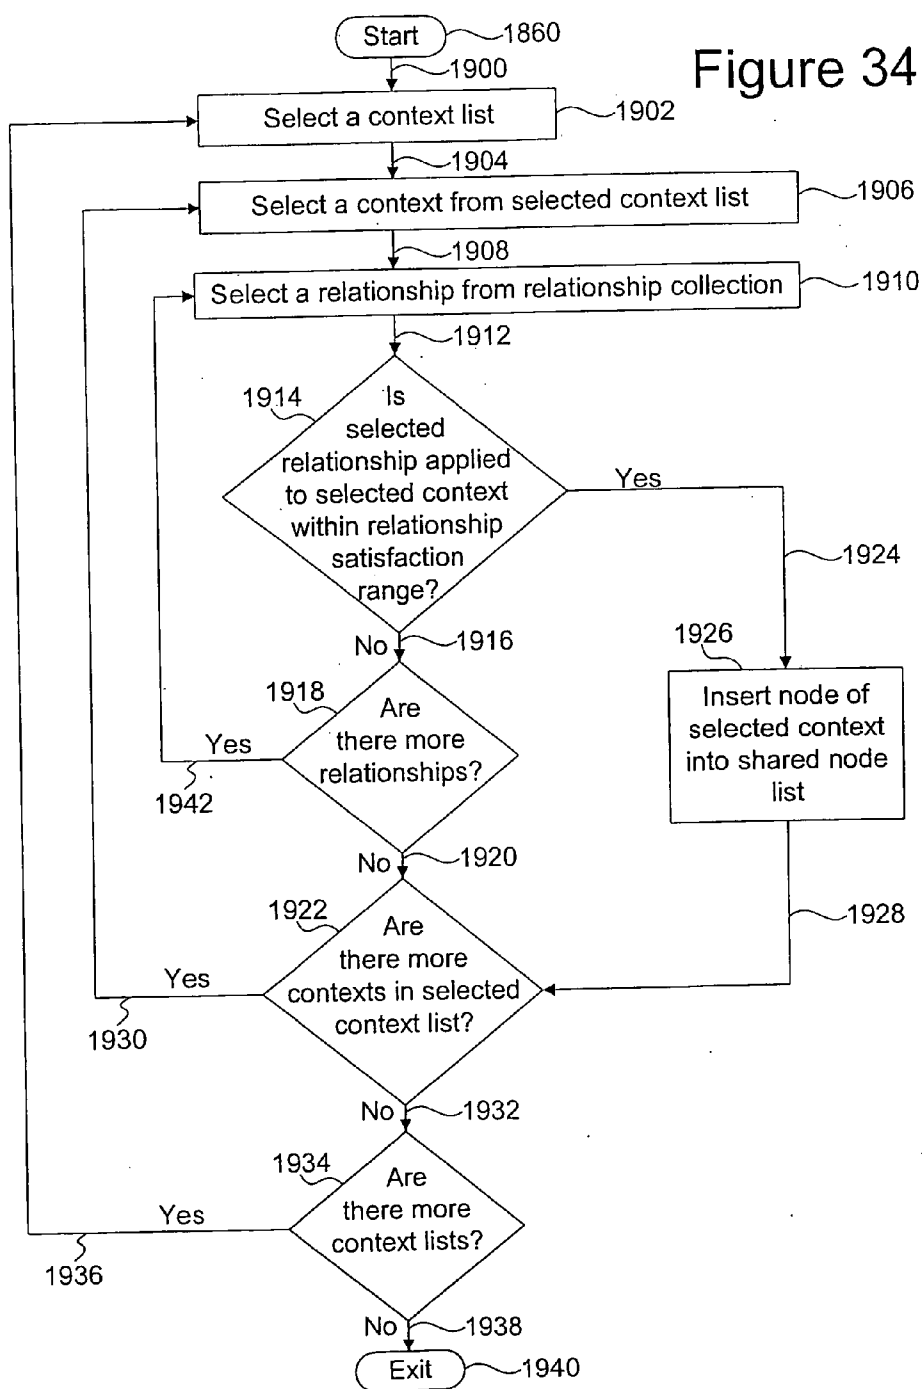 Start
1860
Figure 34
1900
Select a context list
1902
1904
Select a context from selected context list
1906
1908
Select a relationship from relationship collection
1910
1912
1914
Is
selected
relationship applied
to selected context
within relationship
satisfaction
range?
Yes
1924
No
1916
1926
Insert node of
selected context
into shared node
list
1918
Are
there more
relationships?
Yes
1942
No
1920
1928
1922
Are
there more
contexts in selected
context list?
Yes
1930
No
1932
1934
Are
there more
context lists?
Yes
1936
No
1938
Exit
1940